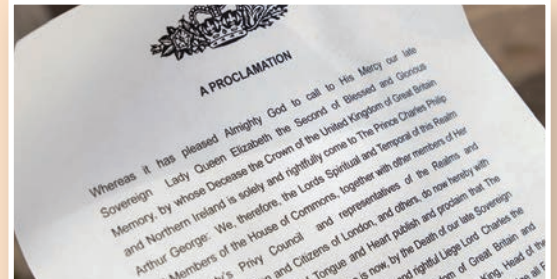 A PROCLAMATION
Whereas it has pleased Almighty God to call to His Mercy our late
Sovereign Lady Queen Elizabeth the Second of Blessed and Glorious
Memory, by whose Decease the Crown of the United Kingdom of Great Britain
and Northern Ireland is solely and rightfully come to The Prince Charles Philip
Arthur George: We, therefore, the Lords Spiritual and Temporal of this Realm
Members of the House of Commons, together with other members of Her
Privy Council and representatives of the Realms and
and Citizens of London, and others, do now hereby with
Tongue and Heart publish and proclaim that The
is now, by the Death of our late Sovereign
and rightful Liege Lord Charles the
of Great Britain and
King, Head of the